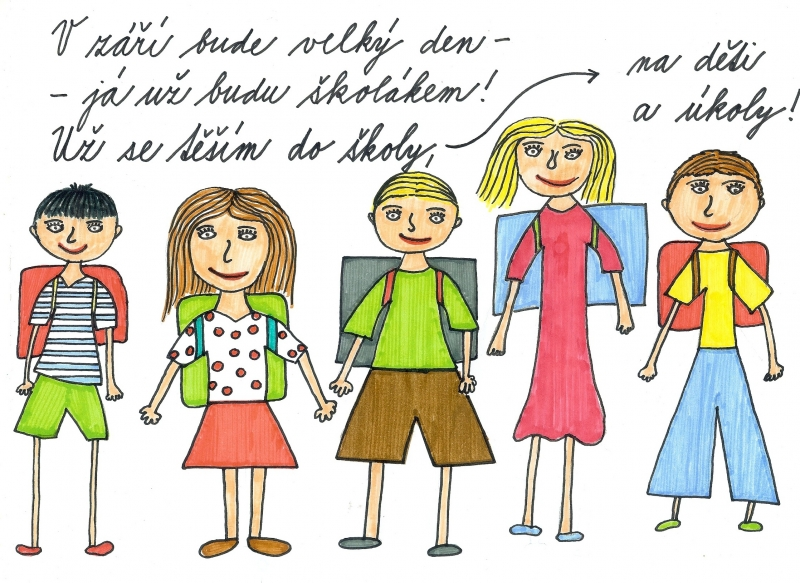 V září bude velký den -
- já už budu školákem!
Už se těším do školy,
na děti
a úkoly!